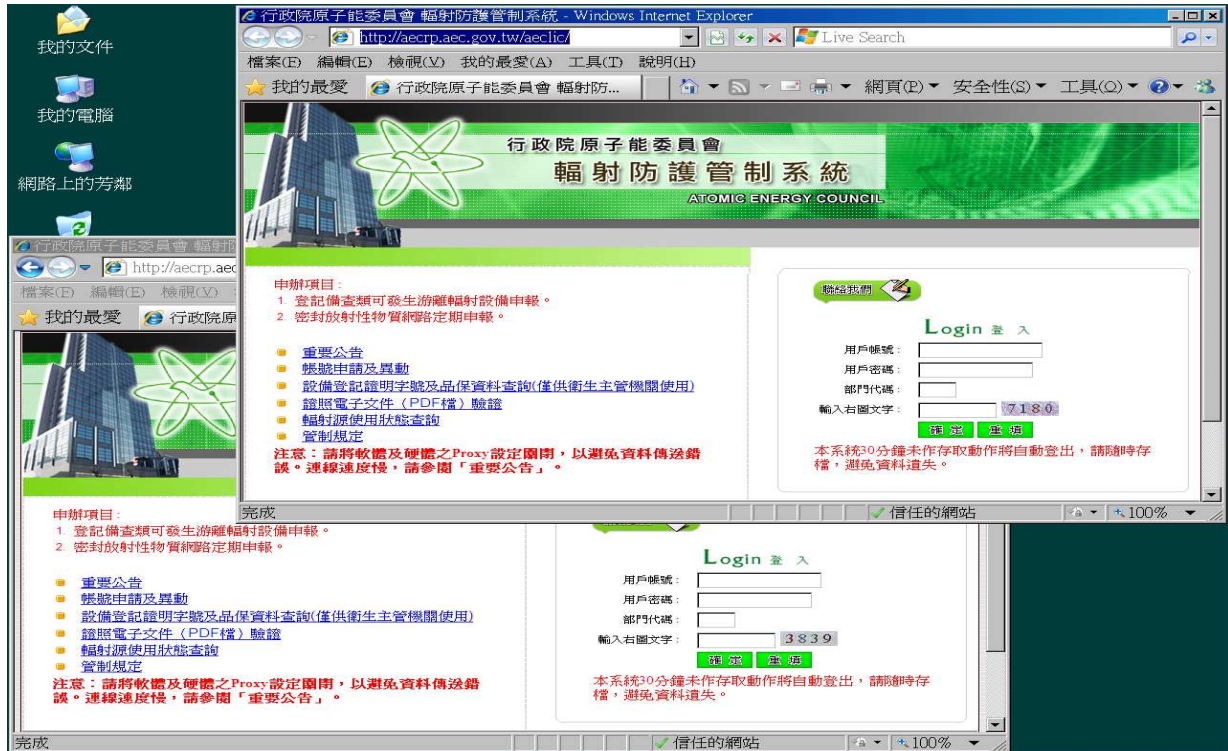 我的文件
我的電腦
網路上的芳鄰
行政院原子能委員會 輻射防護管制系統 - Windows Internet Explorer
http://aecrp.aec.gov.tw/aeclic/
Live Search
檔案(F) 編輯(E) 檢視(V) 我的最愛(A) 工具(T) 說明(H)
我的最愛 行政院原子能委員會 輻射防... 網頁(P) 安全性(S) 工具(O)
行政院原子能委員會
輻射防護管制系統
ATOMIC ENERGY COUNCIL
申辦項目:
1. 登記備查類可發生游離輻射設備申報。
2. 密封放射性物質網路定期申報。
重要公告
帳號申請及異動
設備登記證明字號及品保資料查詢(僅供衛生主管機關使用)
證照電子文件（PDF檔）驗證
輻射源使用狀態查詢
管制規定
注意：請將軟體及硬體之Proxy設定關閉，以避免資料傳送錯
誤。連線速度慢，請參閱「重要公告」。
聯絡我們
Login 登 入
用戶帳號:
用戶密碼:
部門代碼:
輸入右圖文字: 7180
確 定 重 填
本系統30分鐘未作存取動作將自動登出，請隨時存
檔，避免資料遺失。
完成 信任的網站 100%
行政院原子能委員會 輻射
http://aecrp.aec
檔案(F) 編輯(E) 檢視(V)
我的最愛 行政院原
申辦項目:
1. 登記備查類可發生游離輻射設備申報。
2. 密封放射性物質網路定期申報。
重要公告
帳號申請及異動
設備登記證明字號及品保資料查詢(僅供衛生主管機關使用)
證照電子文件（PDF檔）驗證
輻射源使用狀態查詢
管制規定
注意：請將軟體及硬體之Proxy設定關閉，以避免資料傳送錯
誤。連線速度慢，請參閱「重要公告」。
Login 登 入
用戶帳號:
用戶密碼:
部門代碼:
輸入右圖文字: 3839
確 定 重 填
本系統30分鐘未作存取動作將自動登出，請隨時存
檔，避免資料遺失。
完成 信任的網站 100%